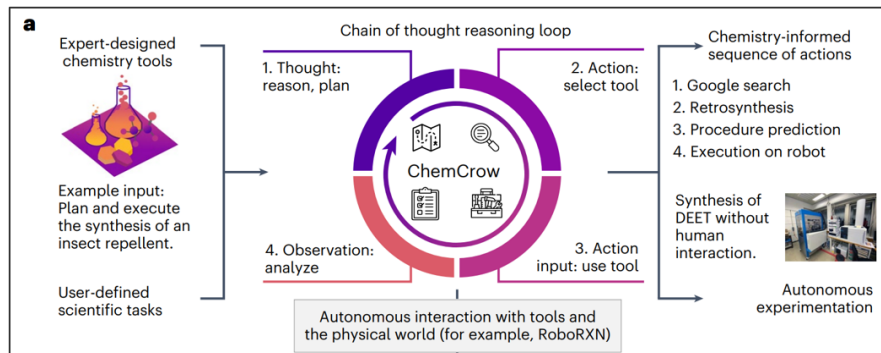 a
Chain of thought reasoning loop
Expert-designed
chemistry tools
Example input:
Plan and execute
the synthesis of an
insect repellent.
User-defined
scientific tasks
1. Thought:
reason, plan
2. Action:
select tool
ChemCrow
4. Observation:
analyze
3. Action
input: use tool
Autonomous interaction with tools and
the physical world (for example, RoboRXN)
Chemistry-informed
sequence of actions
1. Google search
2. Retrosynthesis
3. Procedure prediction
4. Execution on robot
Synthesis of
DEET without
human
interaction.
Autonomous
experimentation